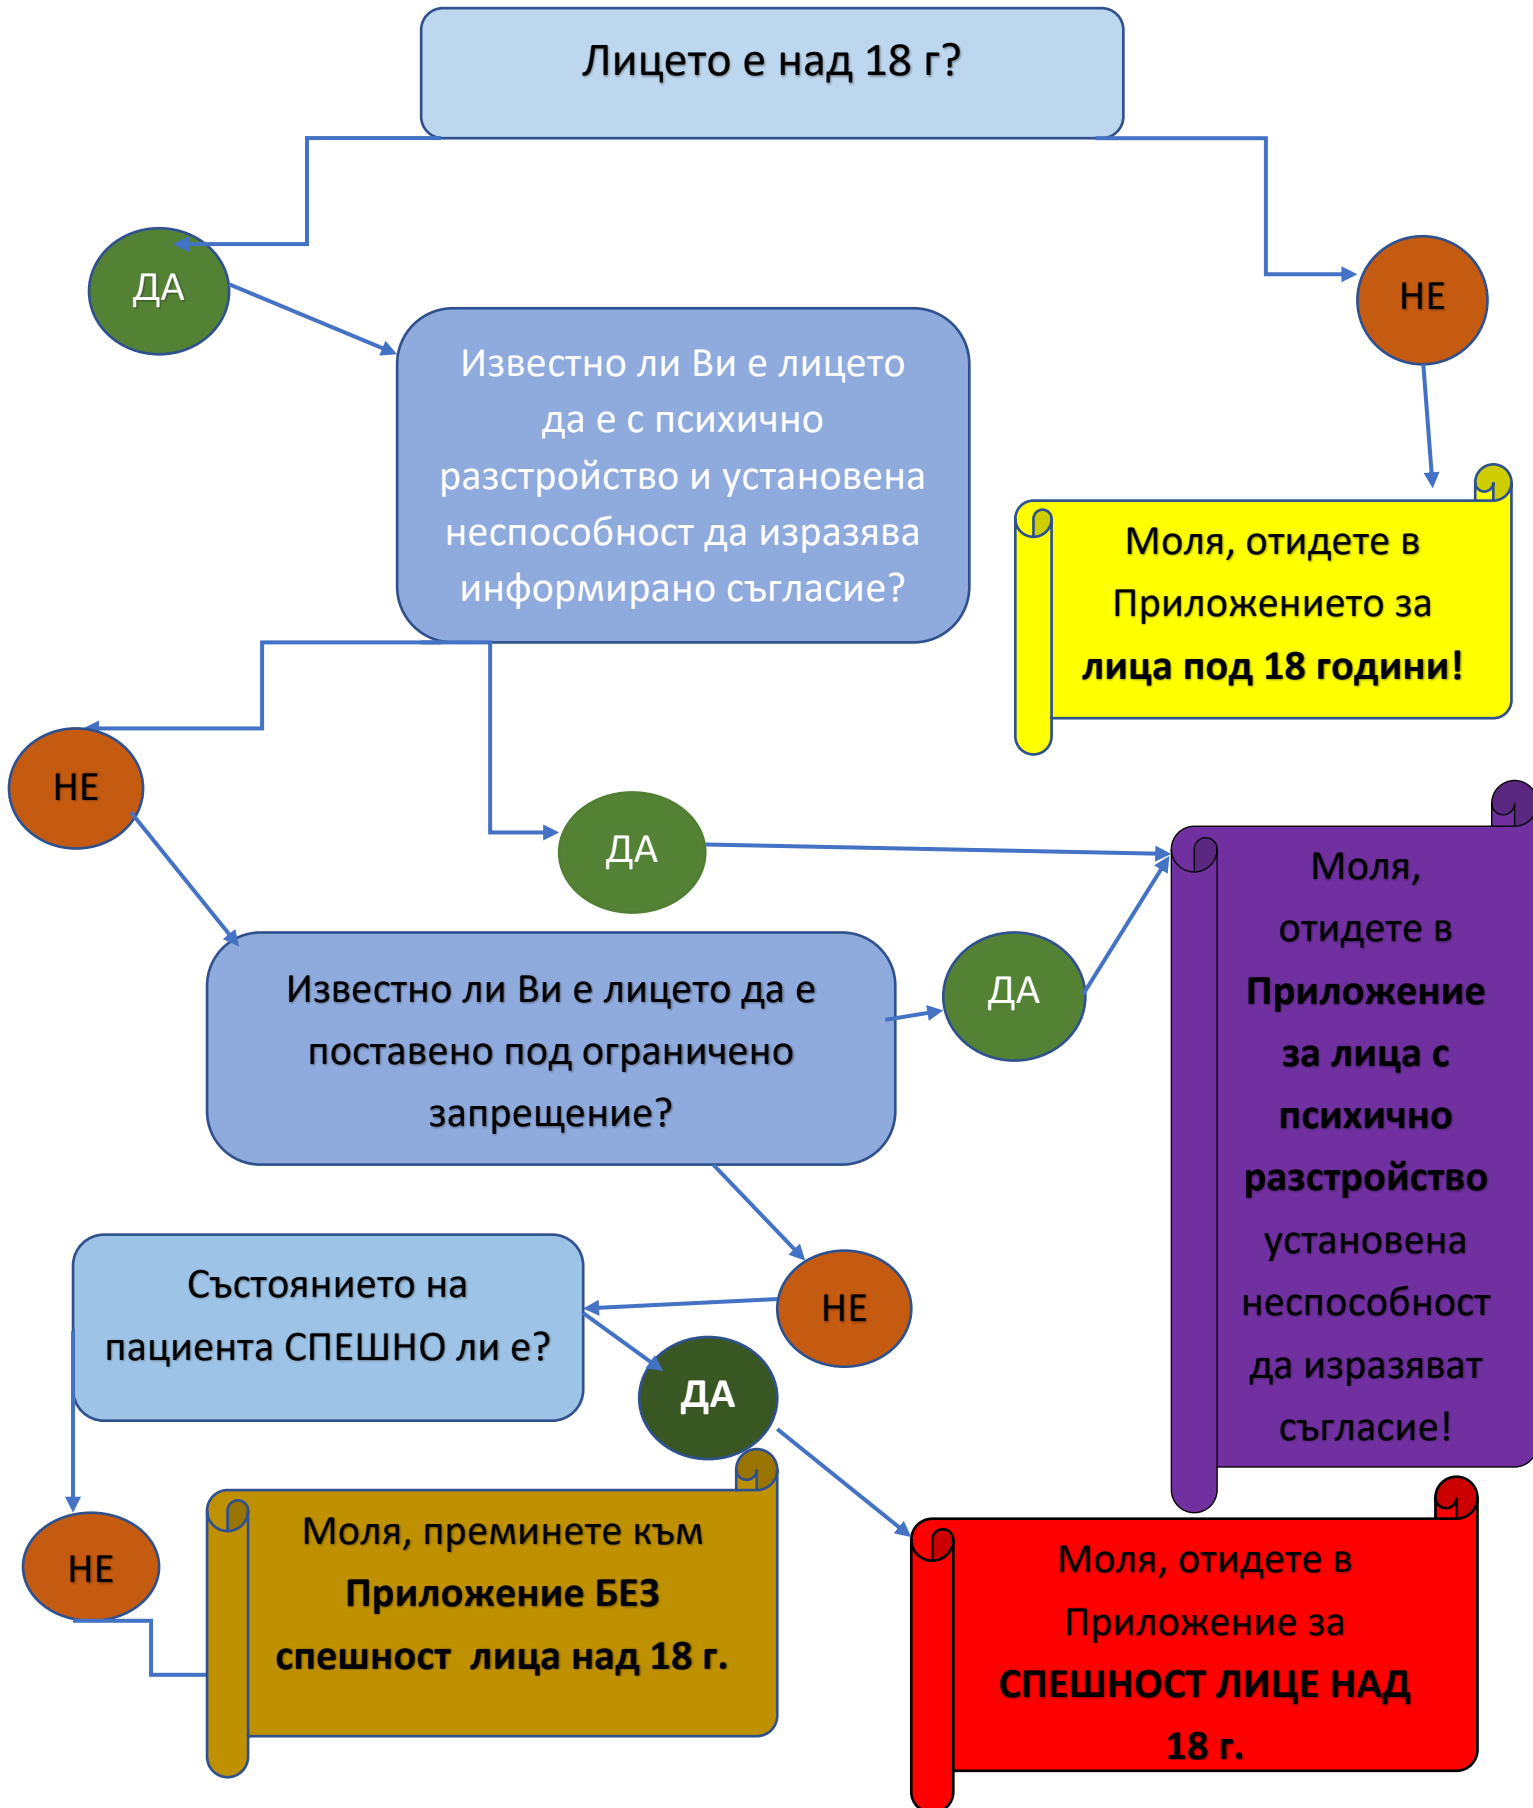 Лицето е над 18 г?
ДА
НЕ
Известно ли Ви е лицето
да е с психично
разстройство и установена
неспособност да изразява
информирано съгласие?
Моля, отидете в
Приложението за
лица под 18 години!
НЕ
ДА
Моля,
отидете в
Приложение
за лица с
психично
разстройство
установена
неспособност
да изразяват
съгласие!
Известно ли Ви е лицето да е
поставено под ограничено
запрещение?
ДА
НЕ
Състоянието на
пациента СПЕШНО ли е?
ДА
НЕ
Моля, преминете към
Приложение БЕЗ
спешност лица над 18 г.
Моля, отидете в
Приложение за
СПЕШНОСТ ЛИЦЕ НАД
18 г.